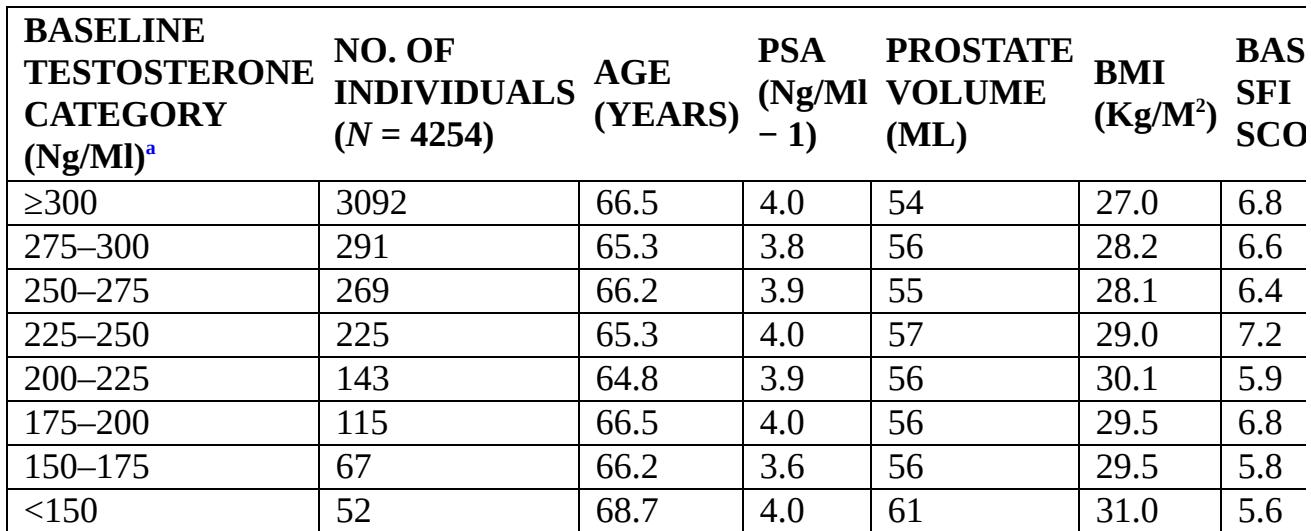 BASELINE TESTOSTERONE CATEGORY (Ng/Ml)a | NO. OF INDIVIDUALS (N = 4254) | AGE (YEARS) | PSA (Ng/Ml − 1) | PROSTATE VOLUME (ML) | BMI (Kg/M2) | BAS SFI SCO
≥300 | 3092 | 66.5 | 4.0 | 54 | 27.0 | 6.8
275–300 | 291 | 65.3 | 3.8 | 56 | 28.2 | 6.6
250–275 | 269 | 66.2 | 3.9 | 55 | 28.1 | 6.4
225–250 | 225 | 65.3 | 4.0 | 57 | 29.0 | 7.2
200–225 | 143 | 64.8 | 3.9 | 56 | 30.1 | 5.9
175–200 | 115 | 66.5 | 4.0 | 56 | 29.5 | 6.8
150–175 | 67 | 66.2 | 3.6 | 56 | 29.5 | 5.8
<150 | 52 | 68.7 | 4.0 | 61 | 31.0 | 5.6